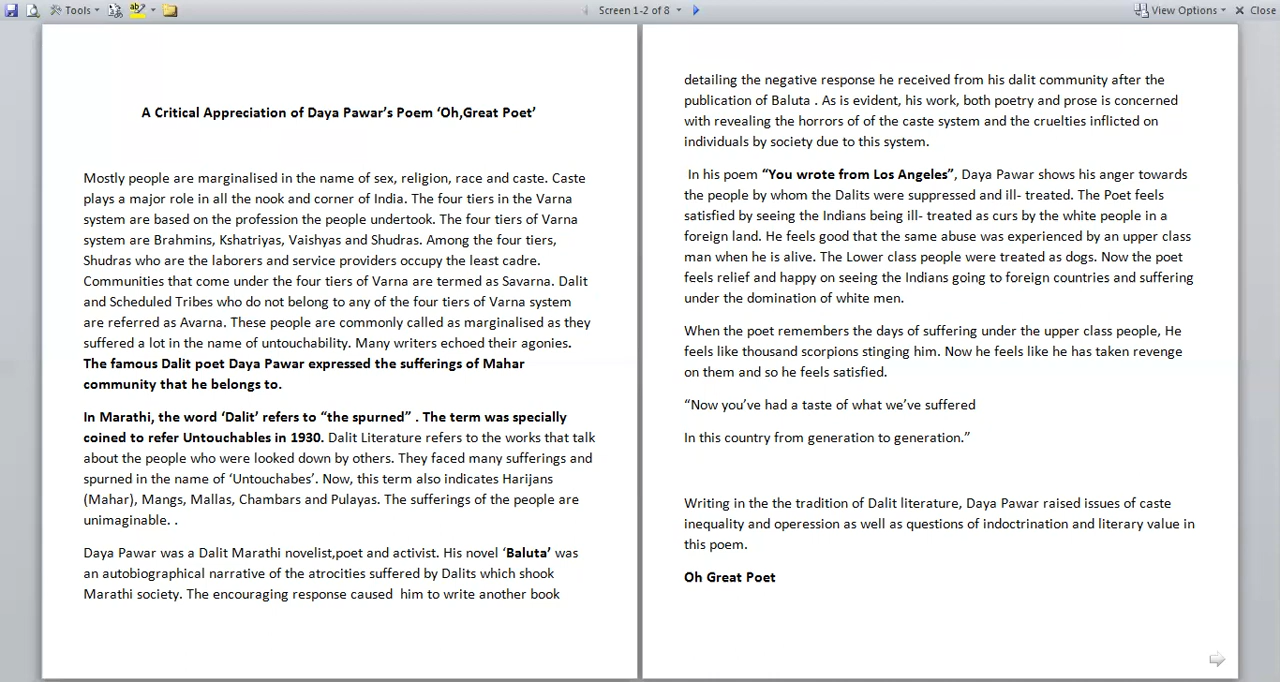 Tools
Screen 1-2 of 8
View Options
Close
A Critical Appreciation of Daya Pawar's Poem ‘Oh,Great Poet’
Mostly people are marginalised in the name of sex, religion, race and caste. Caste
plays a major role in all the nook and corner of India. The four tiers in the Varna
system are based on the profession the people undertook. The four tiers of Varna
system are Brahmins, Kshatriyas, Vaishyas and Shudras. Among the four tiers,
Shudras who are the laborers and service providers occupy the least cadre.
Communities that come under the four tiers of Varna are termed as Savarna. Dalit
and Scheduled Tribes who do not belong to any of the four tiers of Varna system
are referred as Avarna. These people are commonly called as marginalised as they
suffered a lot in the name of untouchability. Many writers echoed their agonies.
The famous Dalit poet Daya Pawar expressed the sufferings of Mahar
community that he belongs to.
In Marathi, the word ‘Dalit’ refers to “the spurned” . The term was specially
coined to refer Untouchables in 1930. Dalit Literature refers to the works that talk
about the people who were looked down by others. They faced many sufferings and
spurned in the name of ‘Untouchabes’. Now, this term also indicates Harijans
(Mahar), Mangs, Mallas, Chambars and Pulayas. The sufferings of the people are
unimaginable. .
Daya Pawar was a Dalit Marathi novelist,poet and activist. His novel ‘Baluta’ was
an autobiographical narrative of the atrocities suffered by Dalits which shook
Marathi society. The encouraging response caused  him to write another book
detailing the negative response he received from his dalit community after the
publication of Baluta . As is evident, his work, both poetry and prose is concerned
with revealing the horrors of of the caste system and the cruelties inflicted on
individuals by society due to this system.
In his poem “You wrote from Los Angeles”, Daya Pawar shows his anger towards
the people by whom the Dalits were suppressed and ill- treated. The Poet feels
satisfied by seeing the Indians being ill- treated as curs by the white people in a
foreign land. He feels good that the same abuse was experienced by an upper class
man when he is alive. The Lower class people were treated as dogs. Now the poet
feels relief and happy on seeing the Indians going to foreign countries and suffering
under the domination of white men.
When the poet remembers the days of suffering under the upper class people, He
feels like thousand scorpions stinging him. Now he feels like he has taken revenge
on them and so he feels satisfied.
“Now you’ve had a taste of what we’ve suffered
In this country from generation to generation.”
Writing in the the tradition of Dalit literature, Daya Pawar raised issues of caste
inequality and operession as well as questions of indoctrination and literary value in
this poem.
Oh Great Poet